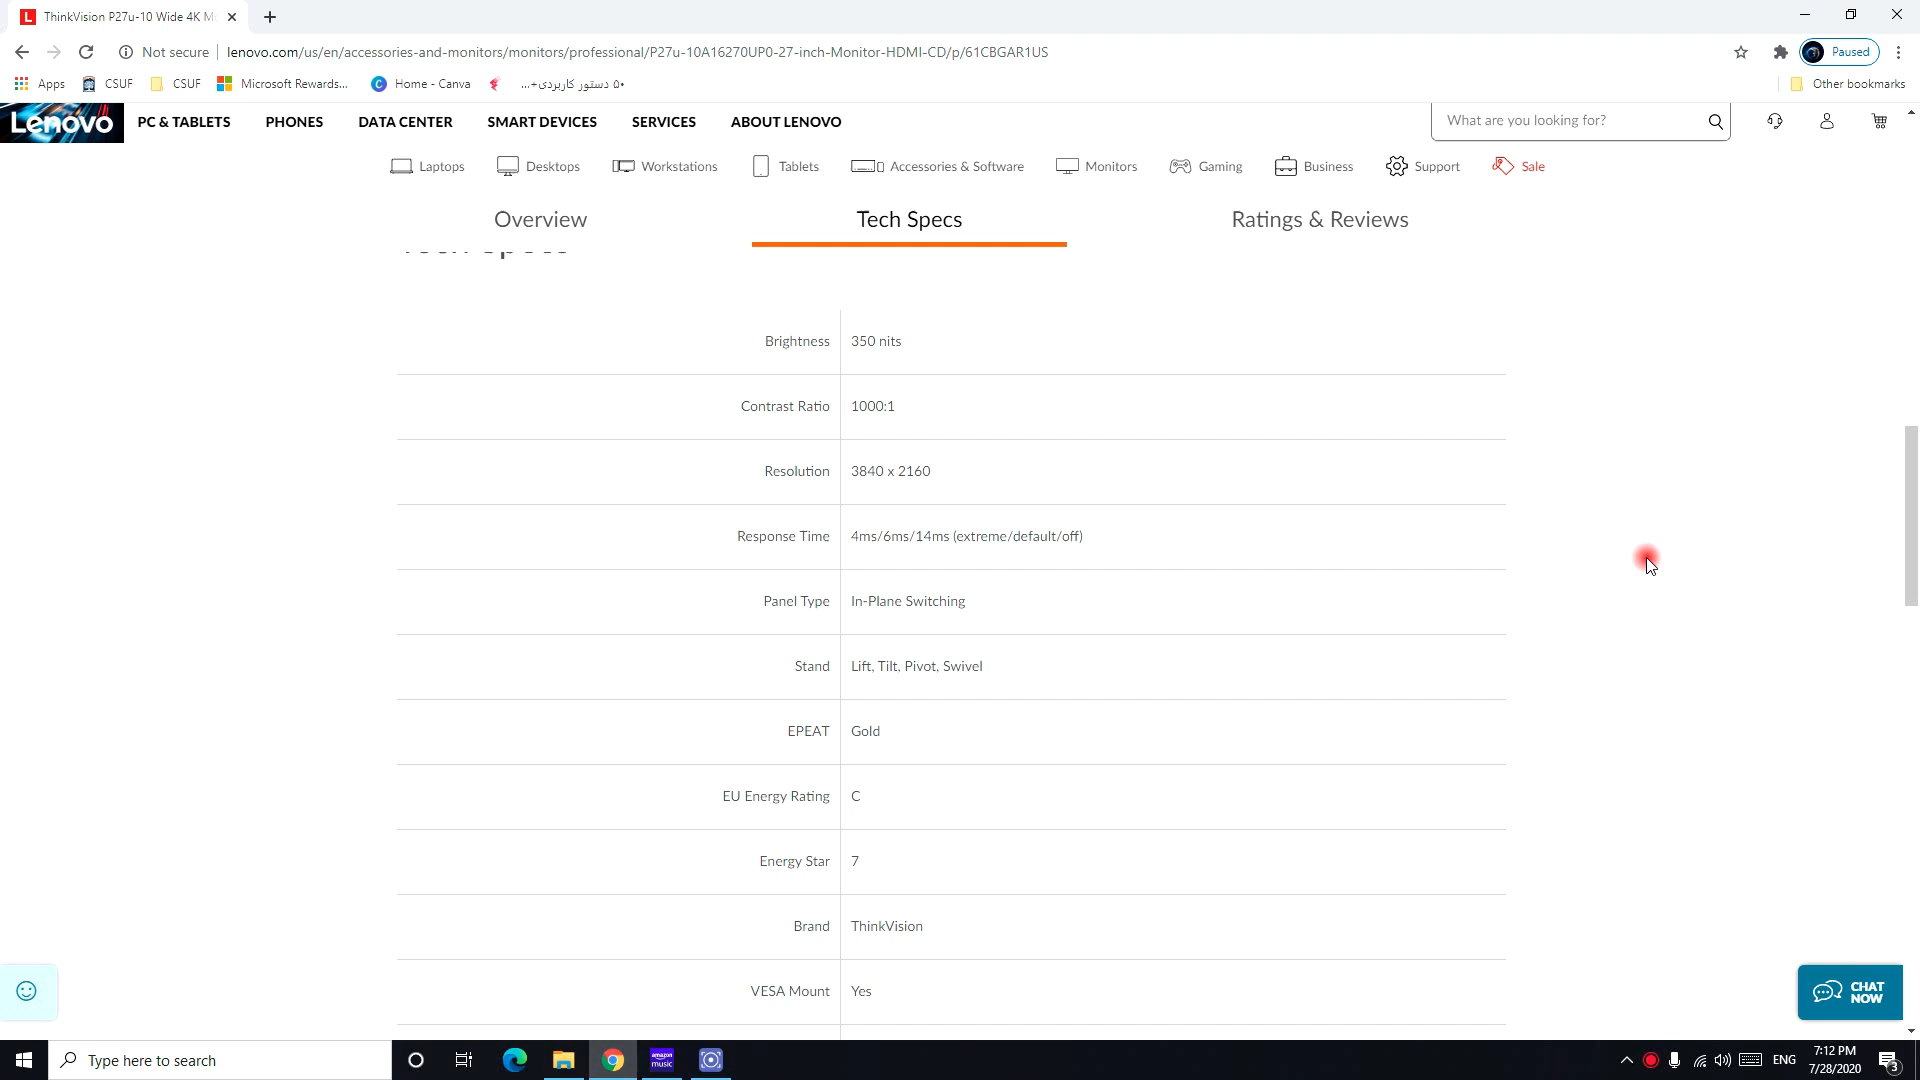 ThinkVision P27u-10 Wide 4K M
Not secure
lenovo.com/us/en/accessories-and-monitors/monitors/professional/P27u-10A16270UP0-27-inch-Monitor-HDMI-CD/p/61CBGAR1US
Paused
Apps
CSUF
CSUF
Microsoft Rewards...
Home - Canva
۵۰ دستور کاربردی+...
Other bookmarks
Lenovo
PC & TABLETS
PHONES
DATA CENTER
SMART DEVICES
SERVICES
ABOUT LENOVO
What are you looking for?
Laptops
Desktops
Workstations
Tablets
Accessories & Software
Monitors
Gaming
Business
Support
Sale
Overview
Tech Specs
Ratings & Reviews
Brightness 350 nits
Contrast Ratio 1000:1
Resolution 3840 x 2160
Response Time 4ms/6ms/14ms (extreme/default/off)
Panel Type In-Plane Switching
Stand Lift, Tilt, Pivot, Swivel
EPEAT Gold
EU Energy Rating C
Energy Star 7
Brand ThinkVision
VESA Mount Yes
CHAT
NOW
Type here to search
amazon
music
ENG
7:12 PM
7/28/2020
3